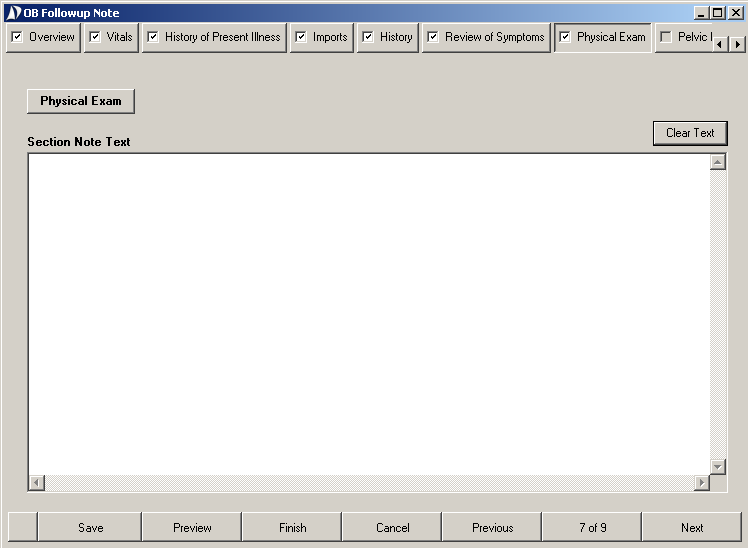 OB Followup Note
Overview Vitals History of Present Illness Imports History Review of Symptoms Physical Exam Pelvic
Physical Exam
Clear Text
Section Note Text
Save Preview Finish Cancel Previous 7 of 9 Next